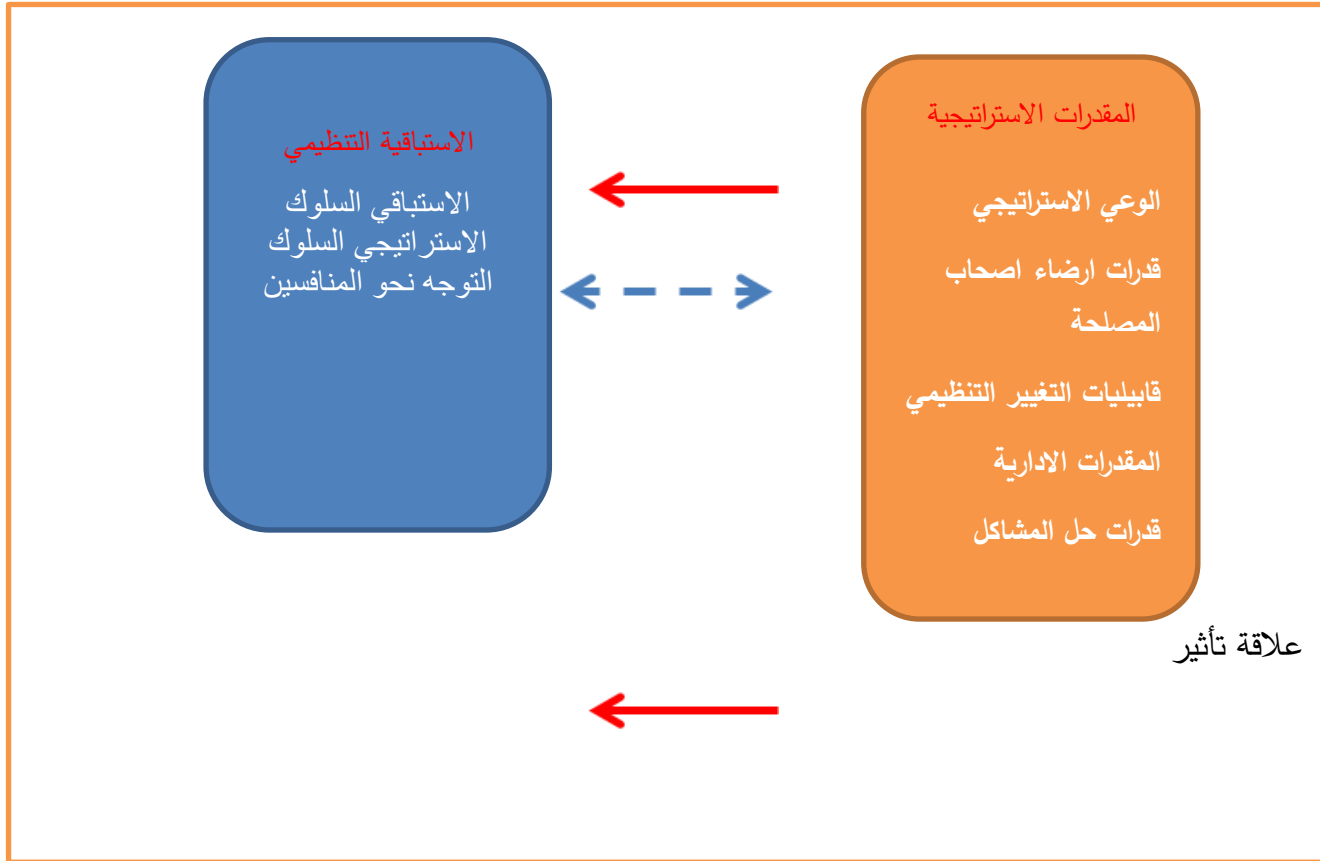 المقدرات الاستراتيجية
الوعي الاستراتيجي
قدرات ارضاء اصحاب
المصلحة
قابيليات التغيير التنظيمي
المقدرات الادارية
قدرات حل المشاكل
الاستباقية التنظيمي
الاستباقي السلوك
الاستراتيجي السلوك
التوجه نحو المنافسين
علاقة تأثير